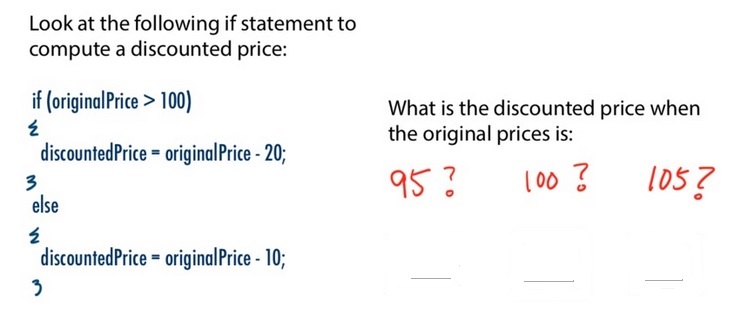 Look at the following if statement to
compute a discounted price:
if (originalPrice > 100)
{
discountedPrice = originalPrice - 20;
}
else
{
discountedPrice = originalPrice - 10;
}
What is the discounted price when
the original prices is:
95? 100? 105?